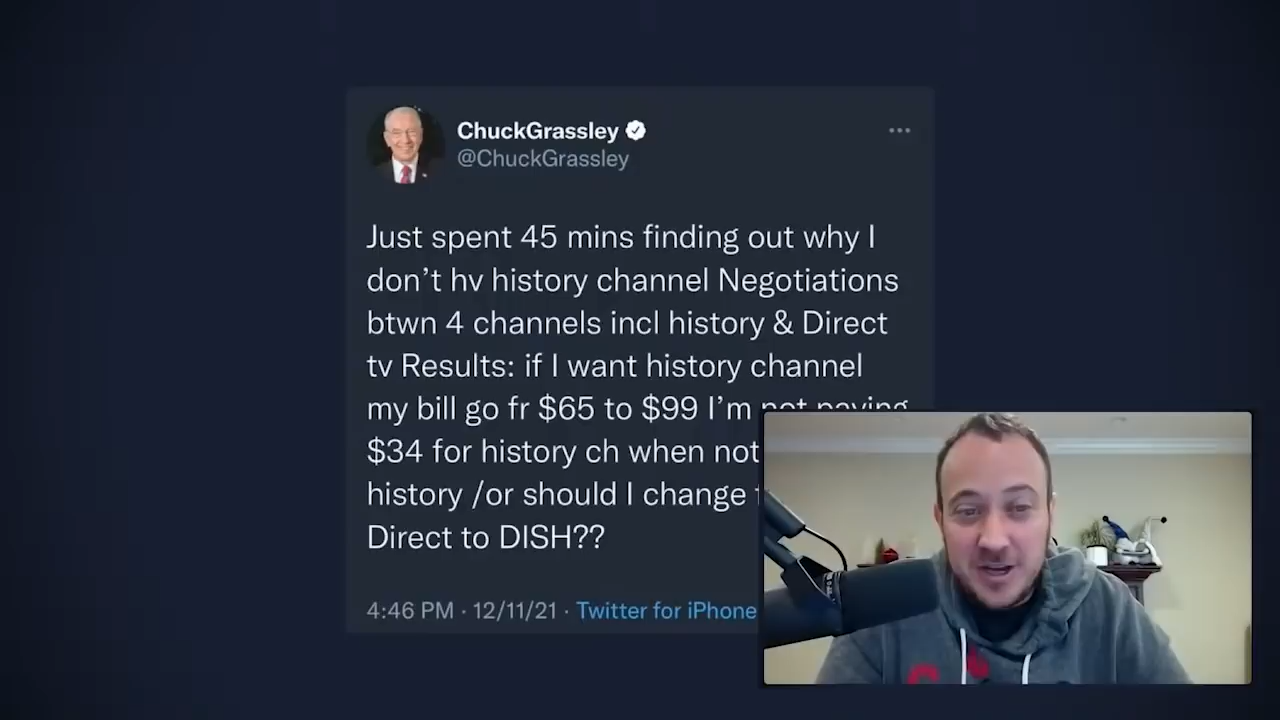 ChuckGrassley
@ChuckGrassley
Just spent 45 mins finding out why I
don’t hv history channel Negotiations
btwn 4 channels incl history & Direct
tv Results: if I want history channel
my bill go fr $65 to $99 I’m not paying
$34 for history ch when not
history /or should I change
Direct to DISH??
4:46 PM · 12/11/21 · Twitter for iPhone